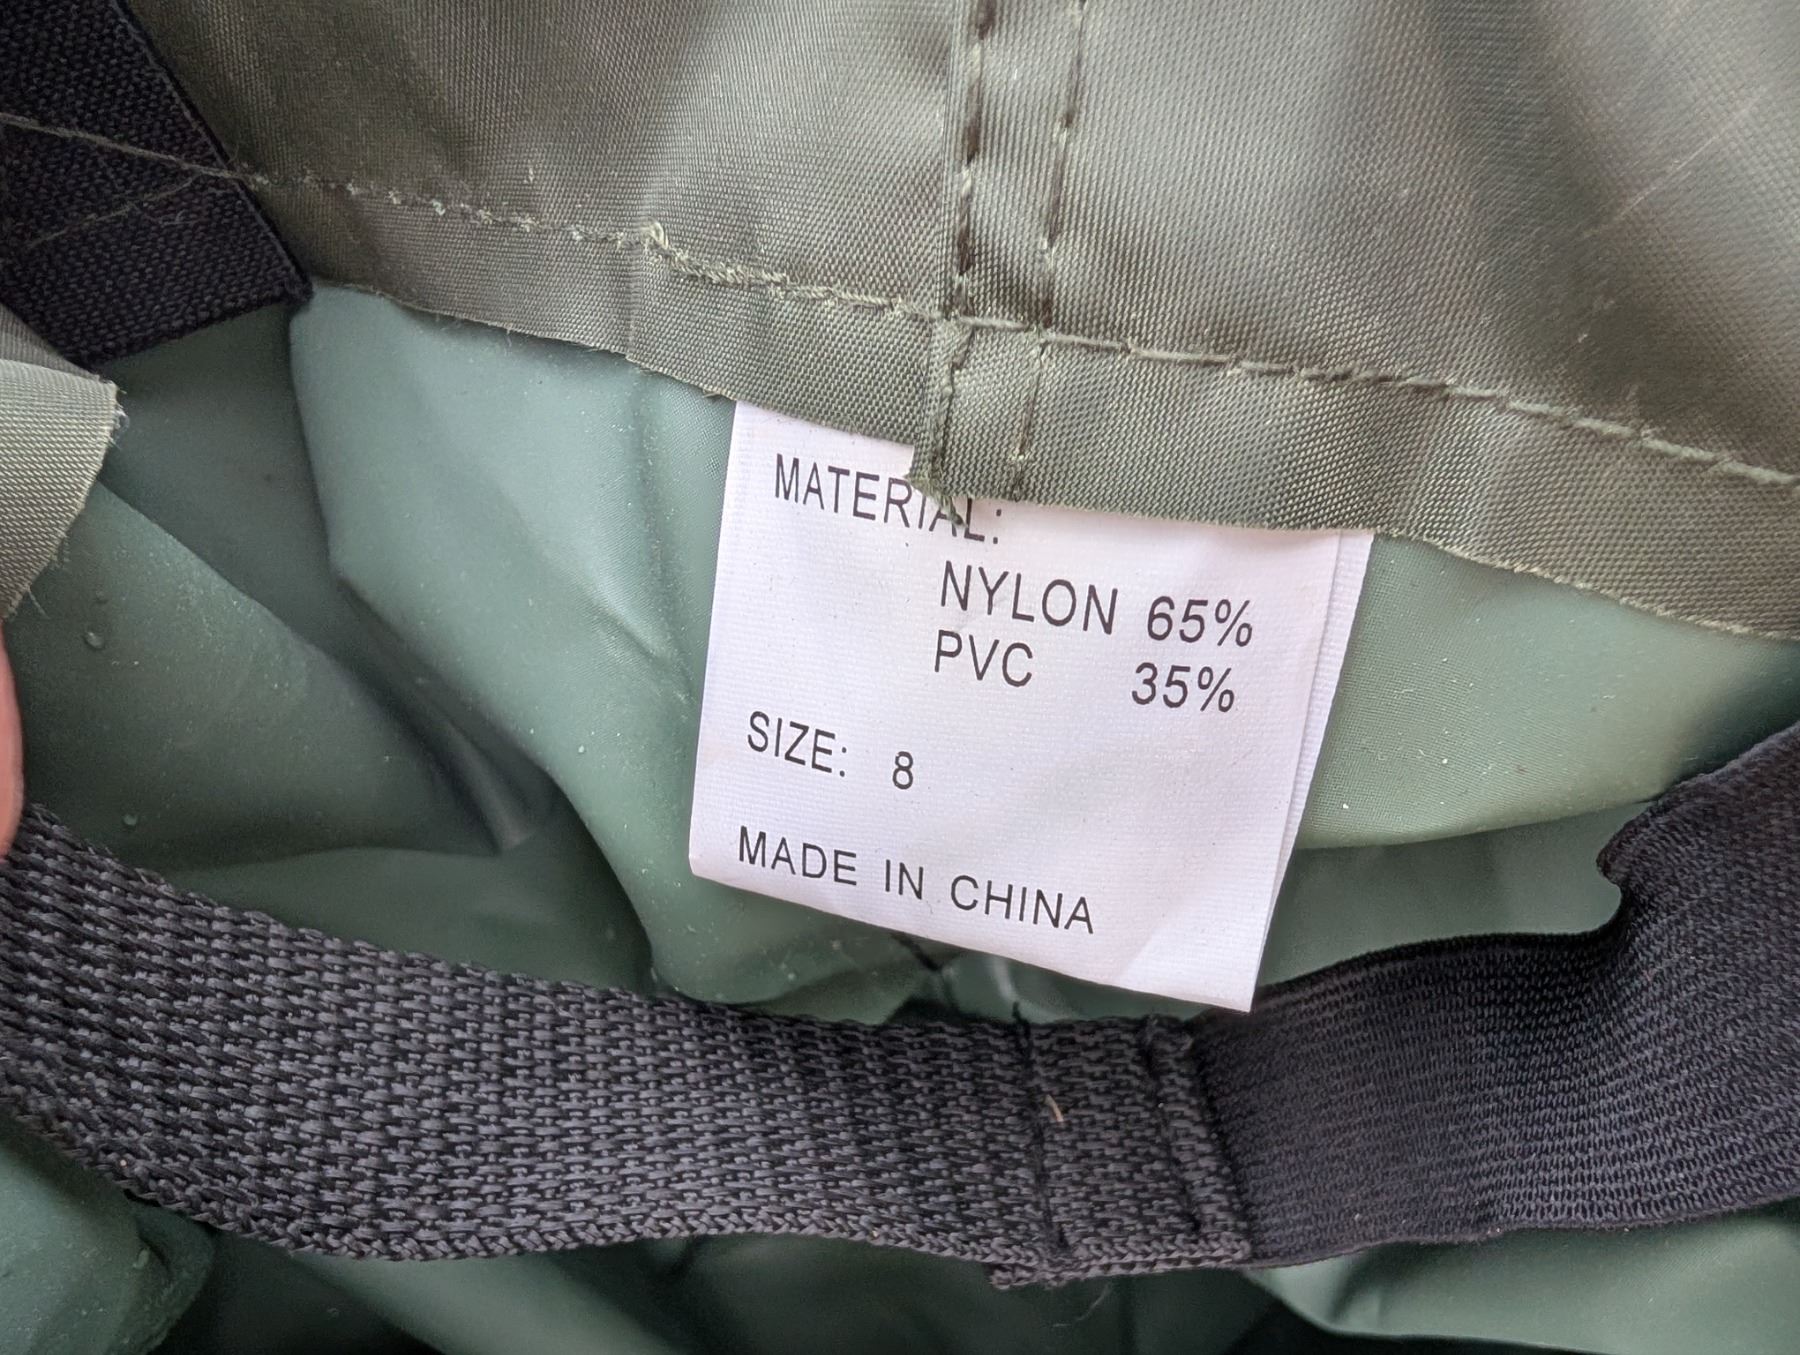 MATERIAL:
NYLON 65%
PVC 35%
SIZE: 8
MADE IN CHINA